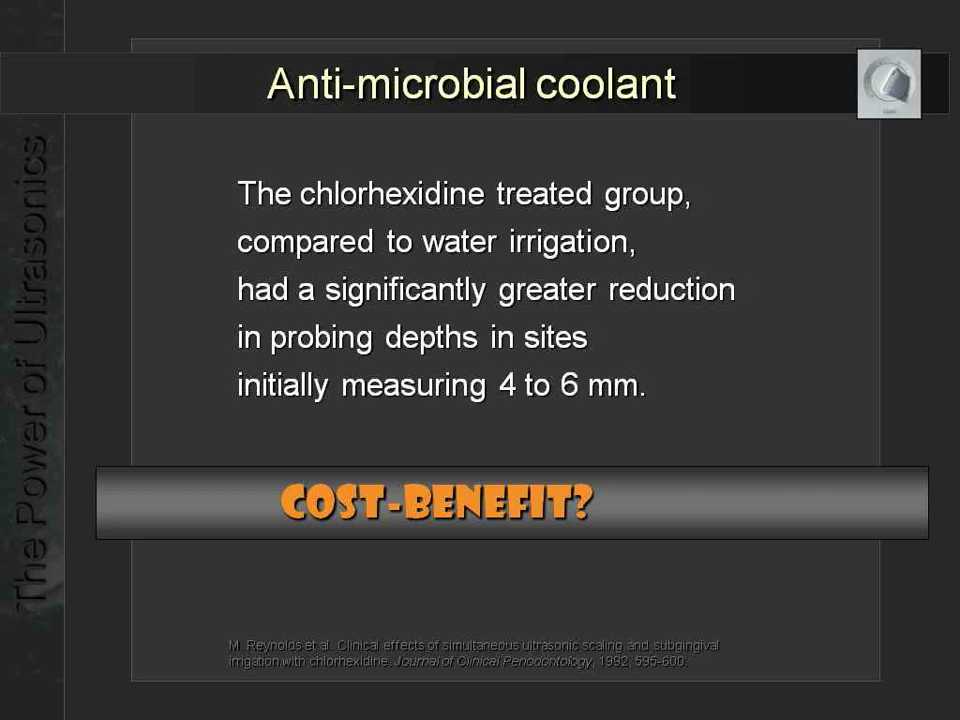 Anti-microbial coolant
The Power of Ultrasonics
The chlorhexidine treated group,
compared to water irrigation,
had a significantly greater reduction
in probing depths in sites
initially measuring 4 to 6 mm.
COST-BENEFIT?
M. Reynolds et al. Clinical effects of simultaneous ultrasonic scaling and subgingival
irrigation with chlorhexidine. Journal of Clinical Periodontology, 1992, 595-600.